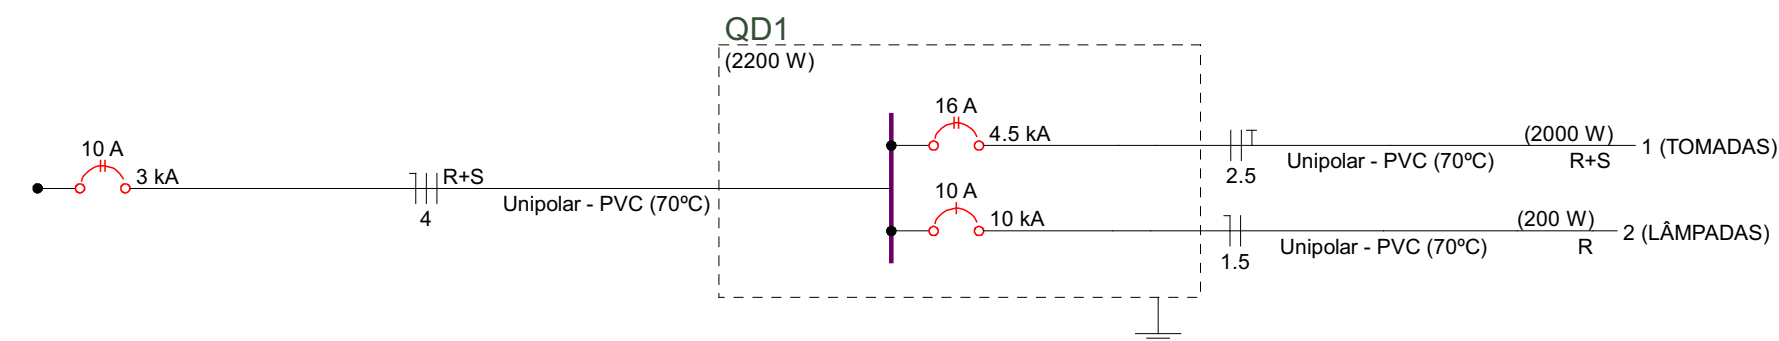 QD1
(2200 W)
10 A
3 kA
R+S
4
Unipolar - PVC (70ºC)
16 A
4.5 kA
2.5
Unipolar - PVC (70ºC)
(2000 W)
R+S
1 (TOMADAS)
10 A
10 kA
1.5
Unipolar - PVC (70ºC)
(200 W)
R
2 (LÂMPADAS)